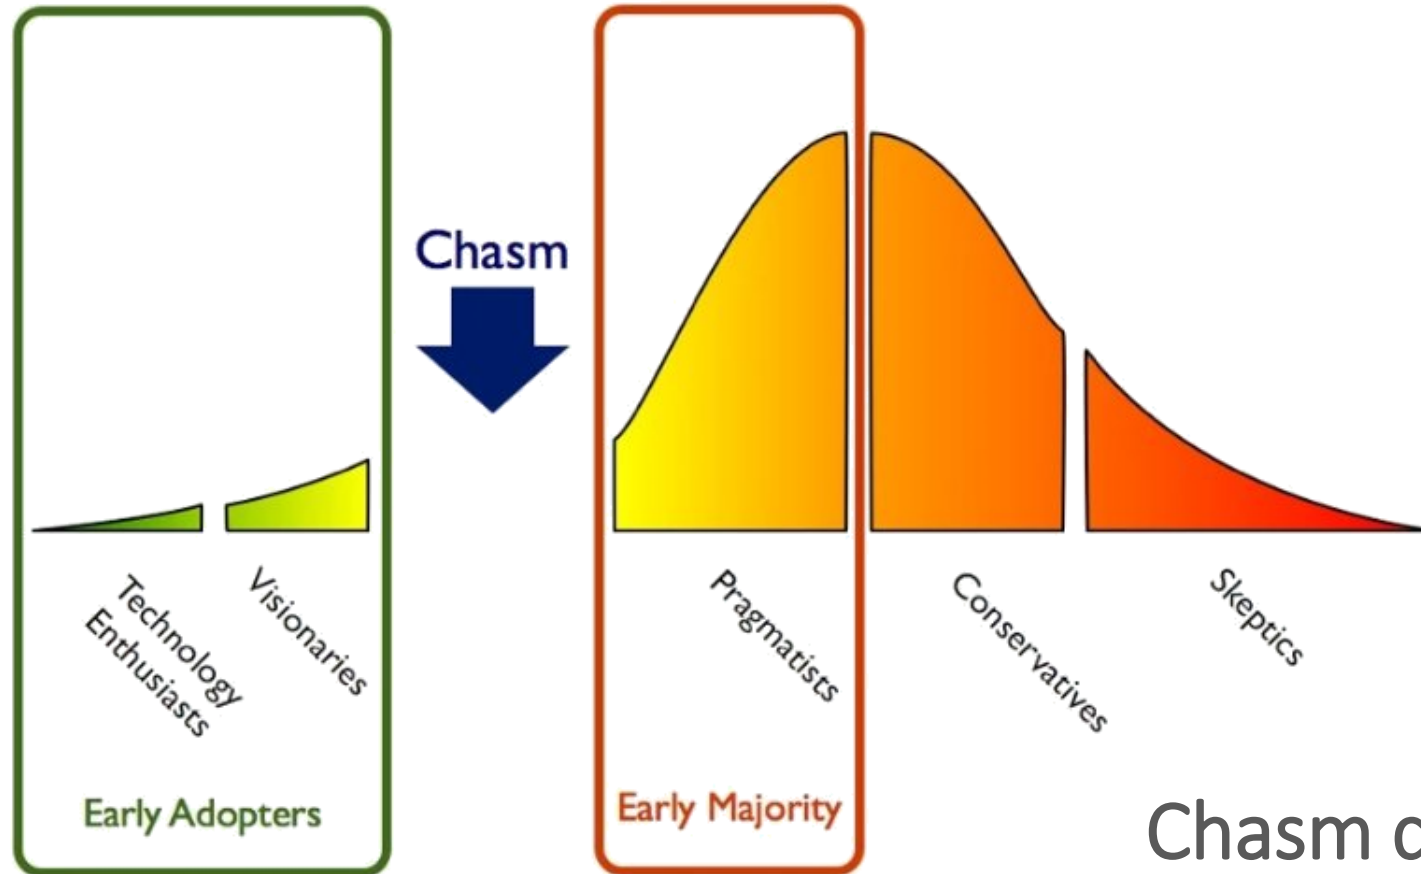 Chasm
Technology
Enthusiasts
Visionaries
Pragmatists
Conservatives
Skeptics
Early Adopters
Early Majority
Chasm